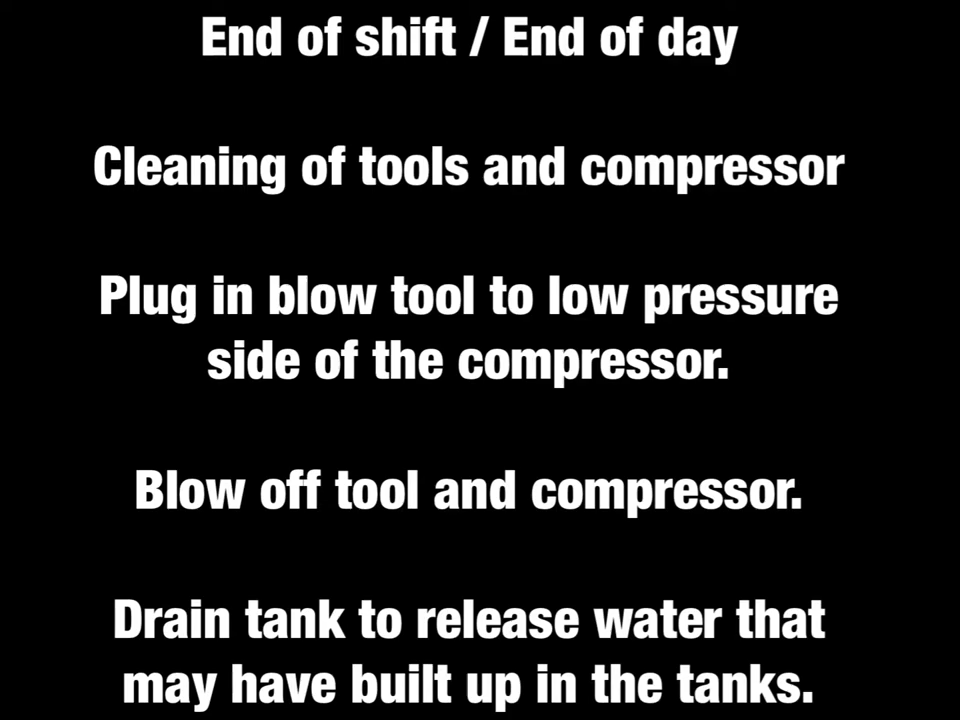 End of shift / End of day
Cleaning of tools and compressor
Plug in blow tool to low pressure
side of the compressor.
Blow off tool and compressor.
Drain tank to release water that
may have built up in the tanks.